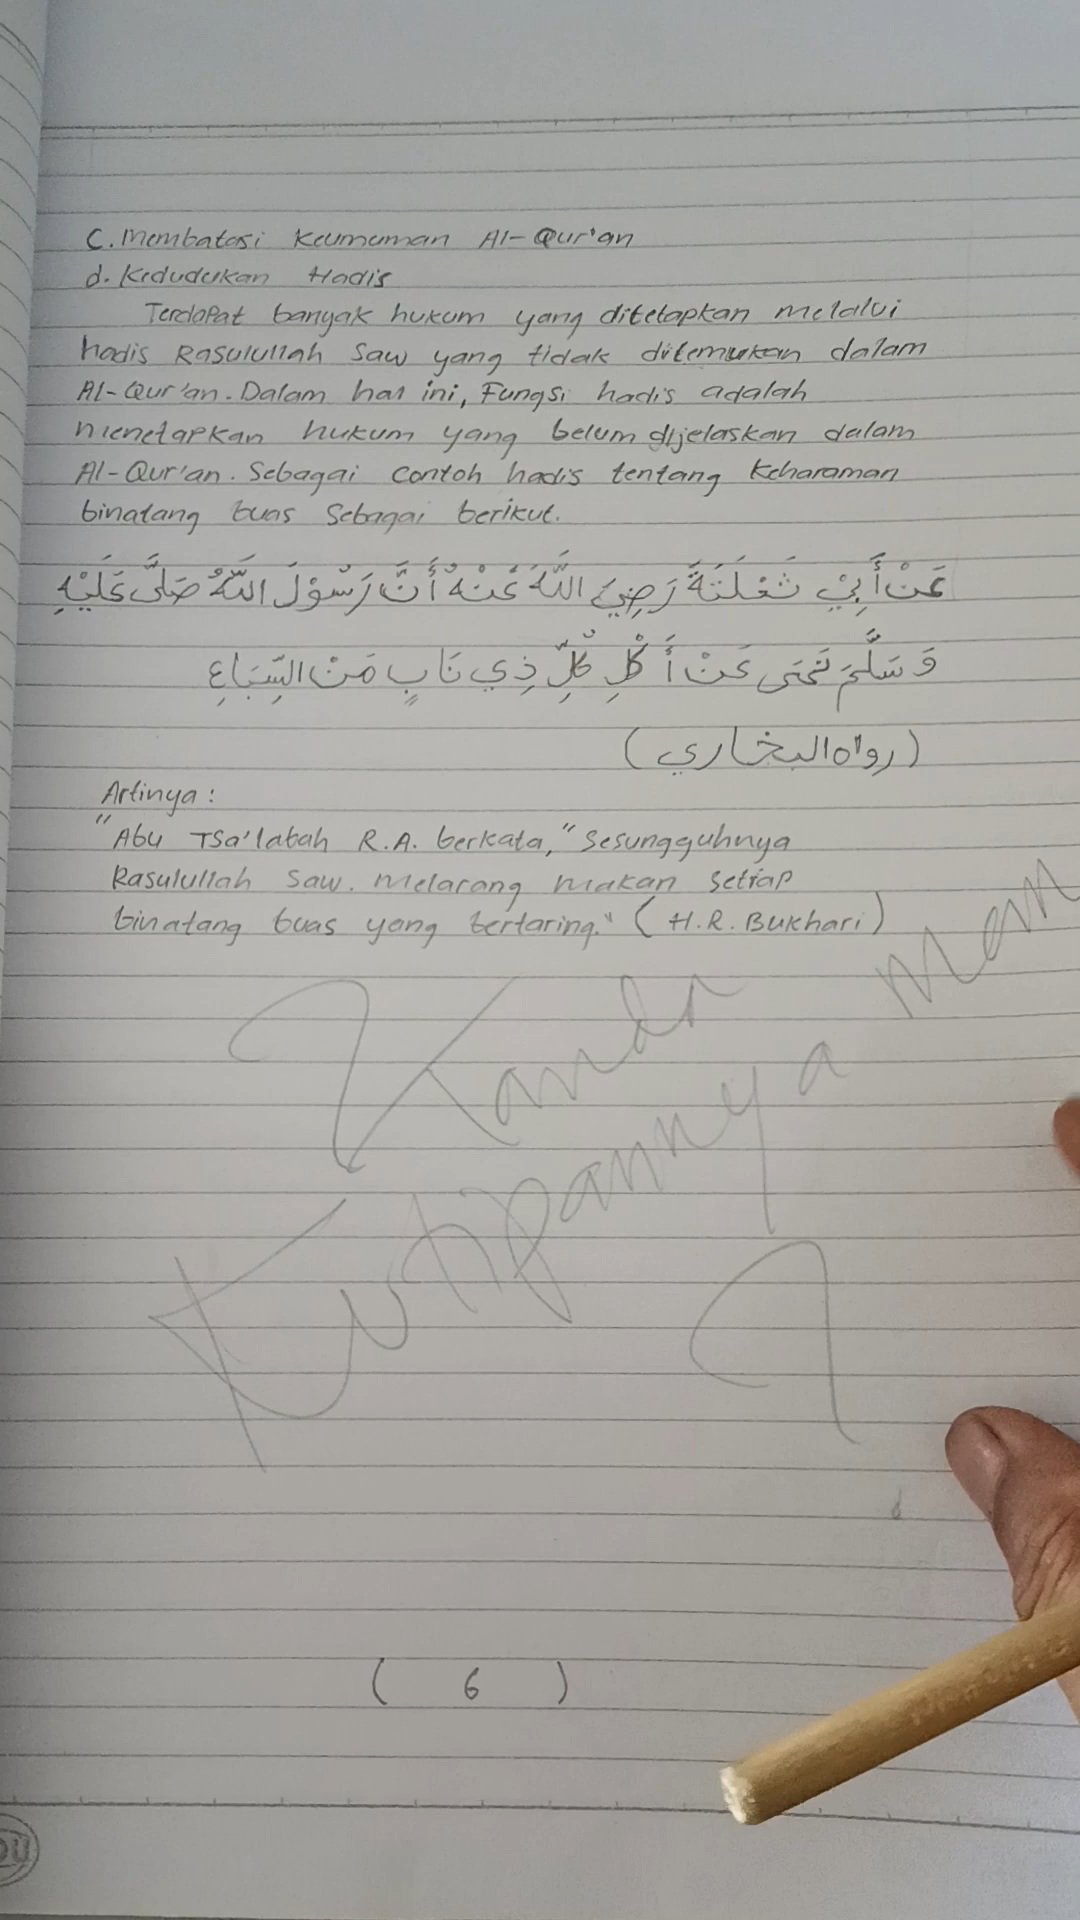 C. Membatasi Keumuman Al-Qur'an
d. Kedudukan Hadis
Terdapat banyak hukum yang ditetapkan melalui
hadis Rasulullah Saw yang tidak ditemukan dalam
Al-Qur'an. Dalam hal ini, Fungsi hadis adalah
menetapkan hukum yang belum dijelaskan dalam
Al-Qur'an. Sebagai contoh hadis tentang Keharaman
binatang buas Sebagai berikut.
عَنْ أَبِيْ ثَعْلَتَةَ رَضِيَ اللَّهَ عَنْهُ أَنَّ رَسُوْلَ اللَّهُ صَلَّى عَلَيْهِ
وَسَلَّمَ نَهَى عَنْ أَكْلِ كُلِّ ذِي نَابٍ مَنَ السِّبَاعِ
(رواه البخاري)
Artinya :
"Abu Tsa'labah R.A. berkata, "Sesungguhnya
Rasulullah Saw. Melarang makan setiap
binatang buas yang bertaring." (H.R. Bukhari)
Tanda
Kutipannya man
?
( 6 )